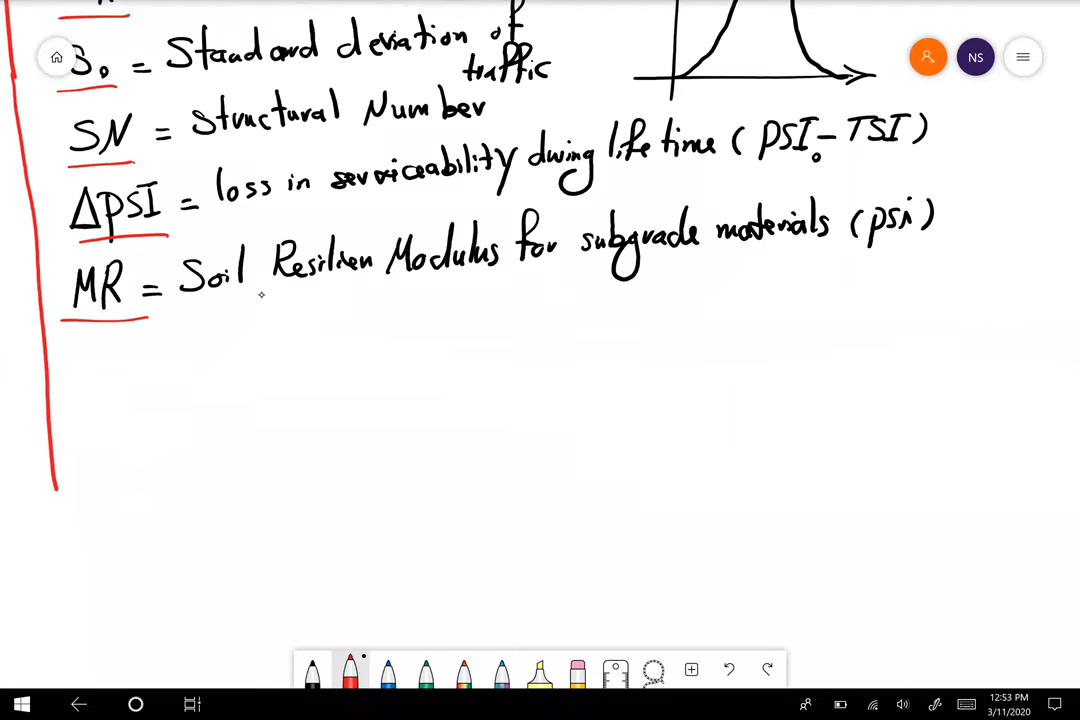 S₀ = Standard deviation of traffic
SN = Structural Number
ΔPSI = loss in serviceability during life time (PSI₀ - TSI)
MR = Soil Resilien Modulus for subgrade materials (psi)
NS
12:53 PM
3/11/2020